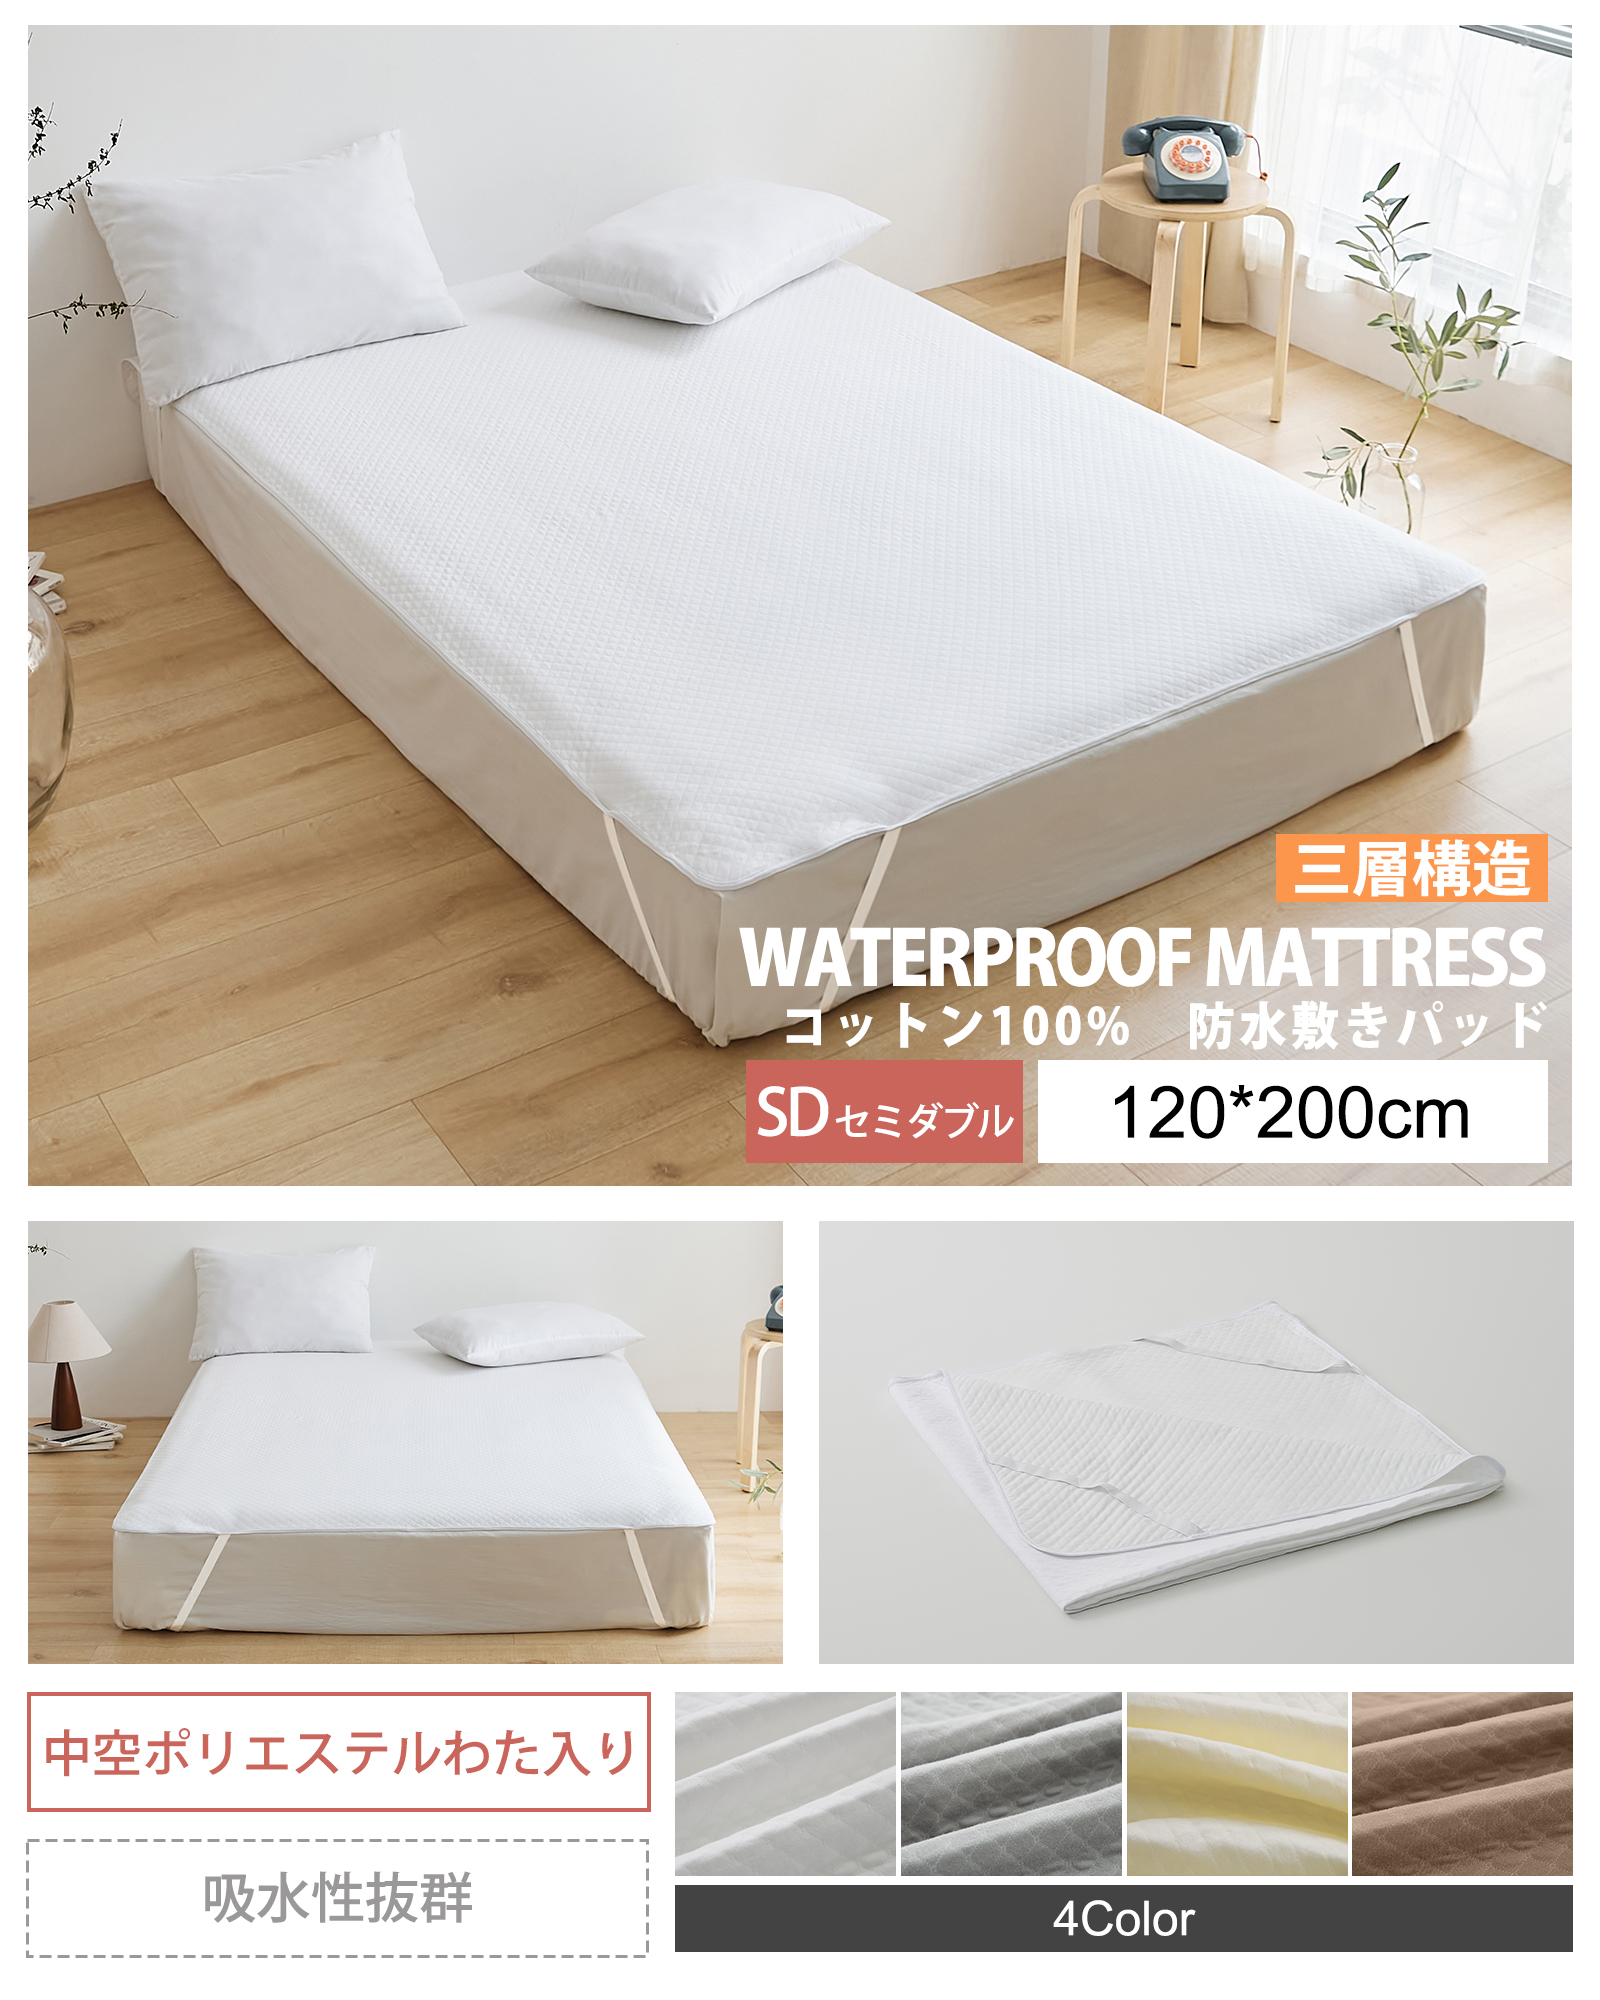 三層構造
WATERPROOF MATTRESS
コットン100%　防水敷きパッド
SDセミダブル
120*200cm
中空ポリエステルわた入り
吸水性抜群
4Color